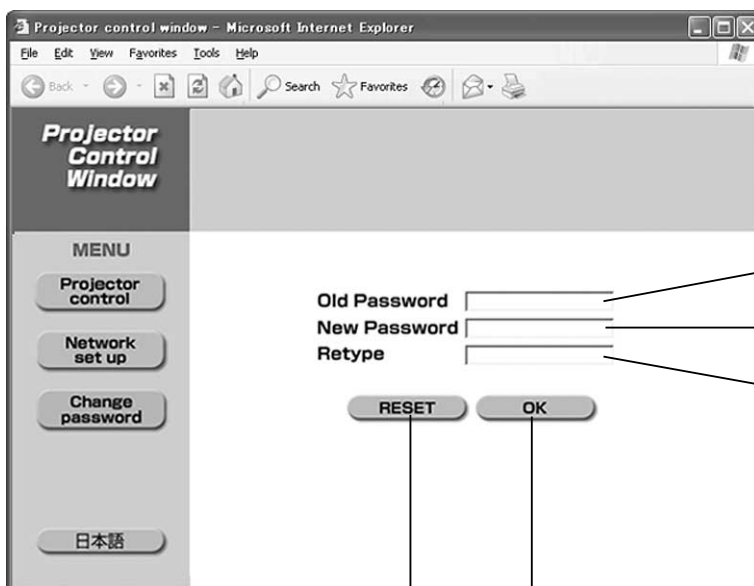 Projector control window - Microsoft Internet Explorer
File Edit View Favorites Tools Help
Back Search Favorites
Projector
Control
Window
MENU
Projector
control
Network
set up
Change
password
日本語
Old Password
New Password
Retype
RESET OK